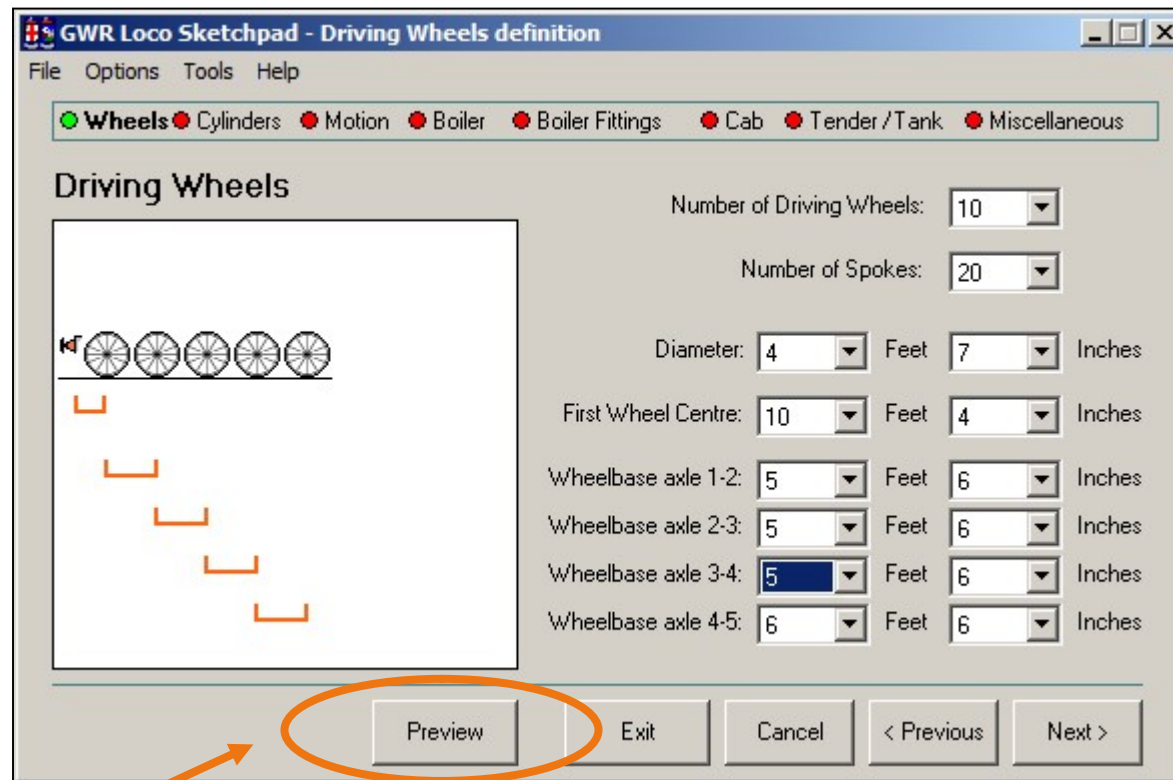 GWR Loco Sketchpad - Driving Wheels definition
File Options Tools Help
Wheels Cylinders Motion Boiler Boiler Fittings Cab Tender / Tank Miscellaneous
Driving Wheels
Number of Driving Wheels: 10
Number of Spokes: 20
Diameter: 4 Feet 7 Inches
First Wheel Centre: 10 Feet 4 Inches
Wheelbase axle 1-2: 5 Feet 6 Inches
Wheelbase axle 2-3: 5 Feet 6 Inches
Wheelbase axle 3-4: 5 Feet 6 Inches
Wheelbase axle 4-5: 6 Feet 6 Inches
Preview Exit Cancel < Previous Next >